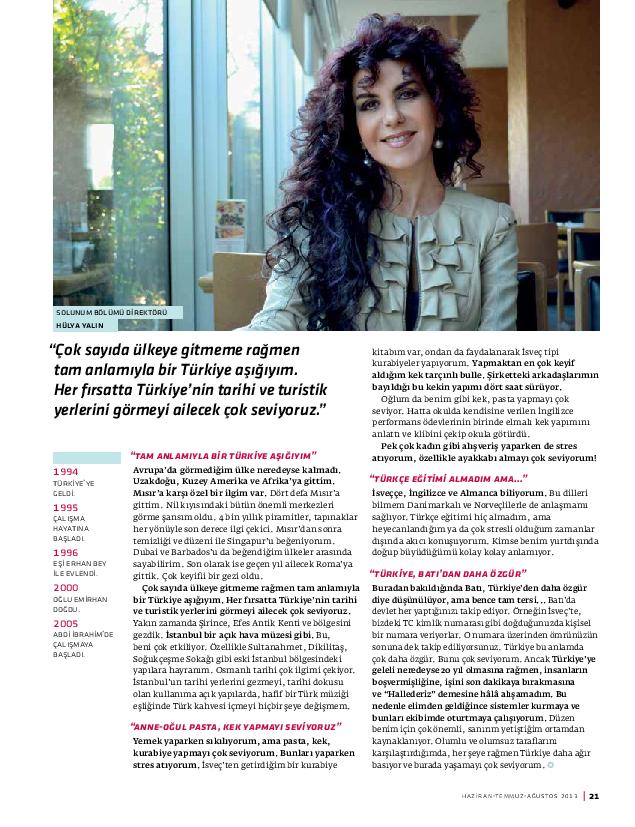 SOLUNUM BÖLÜMÜ DİREKTÖRÜ
HÜLYA YALIN
“Çok sayıda ülkeye gitmeme rağmen
tam anlamıyla bir Türkiye aşığıyım.
Her fırsatta Türkiye’nin tarihi ve turistik
yerlerini görmeyi ailecek çok seviyoruz.”
1994
TÜRKİYE’YE
GELDİ.
1995
ÇALIŞMA
HAYATINA
BAŞLADI.
1996
EŞİ ERHAN BEY
İLE EVLENDİ.
2000
OĞLU EMİRHAN
DOĞDU.
2005
ABDİ İBRAHİM’DE
ÇALIŞMAYA
BAŞLADI.
“TAM ANLAMIYLA BİR TÜRKİYE AŞIĞIYIM”
Avrupa’da görmediğim ülke neredeyse kalmadı.
Uzakdoğu, Kuzey Amerika ve Afrika’ya gittim.
Mısır’a karşı özel bir ilgim var. Dört defa Mısır’a
gittim. Nil kıyısındaki bütün önemli merkezleri
görme şansım oldu. 4 bin yıllık piramitler, tapınaklar
her yönüyle son derece ilgi çekici. Mısır’dan sonra
temizliği ve düzeni ile Singapur’u beğeniyorum.
Dubai ve Barbados’u da beğendiğim ülkeler arasında
sayabilirim. Son olarak ise geçen yıl ailecek Roma’ya
gittik. Çok keyifli bir gezi oldu.
Çok sayıda ülkeye gitmeme rağmen tam anlamıyla
bir Türkiye aşığıyım. Her fırsatta Türkiye’nin tarihi
ve turistik yerlerini görmeyi ailecek çok seviyoruz.
Yakın zamanda Şirince, Efes Antik Kenti ve Bölgesini
gezdik. İstanbul bir açık hava müzesi gibi. Bu,
beni çok etkiliyor. Özellikle Sultanahmet, Dikilitaş,
Soğukçeşme Sokağı gibi eski İstanbul bölgesindeki
yapılara hayranım. Osmanlı tarihi çok ilgimi çekiyor.
İstanbul’un tarihi yerlerini gezmeyi, tarihi dokusu
olan kullanıma açık yapılarda, hafif bir Türk müziği
eşliğinde Türk kahvesi içmeyi hiçbir şeye değişmem.
“ANNE-OĞUL PASTA, KEK YAPMAYI SEVİYORUZ”
Yemek yaparken sıkılıyorum, ama pasta, kek,
kurabiye yapmayı çok seviyorum. Bunları yaparken
stres atıyorum. İsveç’ten getirdiğim bir kurabiye
kitabım var, ondan da faydalanarak İsveç tipi
kurabiyeler yapıyorum. Yapmaktan en çok keyif
aldığım kek tarçınlı bulle. Şirketteki arkadaşlarımın
bayıldığı bu kekin yapımı dört saat sürüyor.
Oğlum da benim gibi kek, pasta yapmayı çok
seviyor. Hatta okulda kendisine verilen İngilizce
performans ödevlerinin birinde elmalı kek yapımını
anlattı ve klibini çekip okula götürdü.
Pek çok kadın gibi alışveriş yaparken de stres
atıyorum, özellikle ayakkabı almayı çok seviyorum!
“TÜRKÇE EĞİTİMİ ALMADIM AMA...”
İsveççe, İngilizce ve Almanca biliyorum. Bu dilleri
bilmem Danimarkalı ve Norveçlilerle de anlaşmamı
sağlıyor. Türkçe eğitimi hiç almadım, ama
heyecanlandığım ya da çok stresli olduğum zamanlar
dışında akıcı konuşuyorum. Kimse benim yurtdışında
doğup büyüdüğümü kolay kolay anlamıyor.
“TÜRKİYE, BATI’DAN DAHA ÖZGÜR”
Buradan bakıldığında Batı, Türkiye’den daha özgür
diye düşünülüyor, ama bence tam tersi... Batı’da
devlet her yaptığınızı takip ediyor. Örneğin İsveç’te,
bizdeki TC kimlik numarası gibi doğduğunuzda kişisel
bir numara veriyorlar. O numara üzerinden ömrünüzün
sonuna dek takip ediliyorsunuz. Türkiye bu anlamda
çok daha özgür. Bunu çok seviyorum. Ancak Türkiye’ye
geleli neredeyse 20 yıl olmasına rağmen, insanların
boşvermişliğine, işini son dakikaya bırakmasına
ve “Hallederiz” demesine hâlâ alışamadım. Bu
nedenle elimden geldiğince sistemler kurmaya ve
bunları ekibimde oturtmaya çalışıyorum. Düzen
benim için çok önemli, sanırım yetiştiğim ortamdan
kaynaklanıyor. Olumlu ve olumsuz taraflarını
karşılaştırdığımda, her şeye rağmen Türkiye daha ağır
basıyor ve burada yaşamayı çok seviyorum.
HAZİRAN-TEMMUZ-AĞUSTOS 2013 | 21